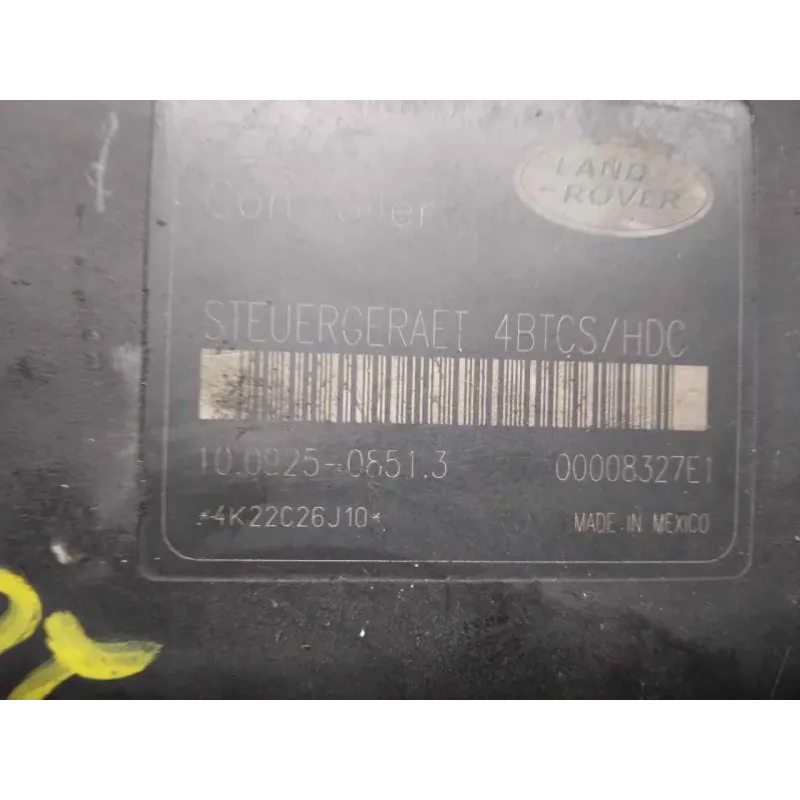 LAND
-ROVER
Controller
STEUERGERAET 4BTCS/HDC
10.0925-0851.3 00008327E1
*4K22C26J10* MADE IN MEXICO